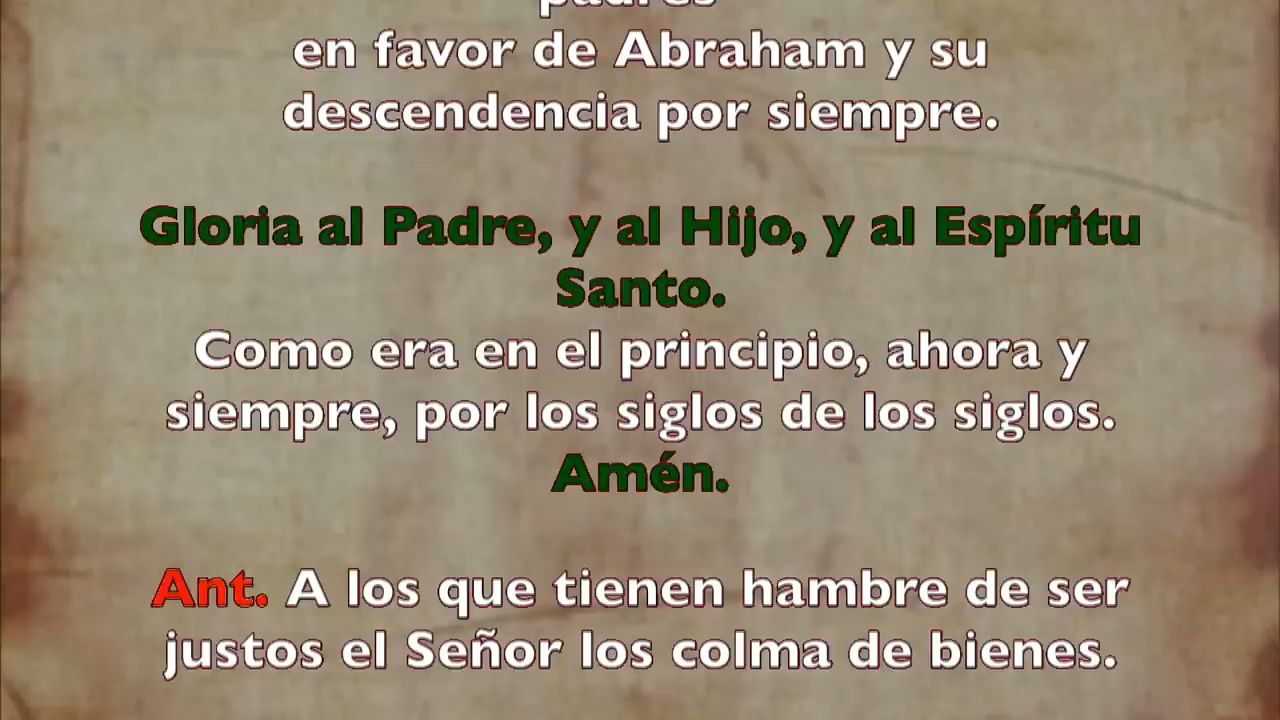 padres
en favor de Abraham y su
descendencia por siempre.
Gloria al Padre, y al Hijo, y al Espíritu
Santo.
Como era en el principio, ahora y
siempre, por los siglos de los siglos.
Amén.
Ant. A los que tienen hambre de ser
justos el Señor los colma de bienes.